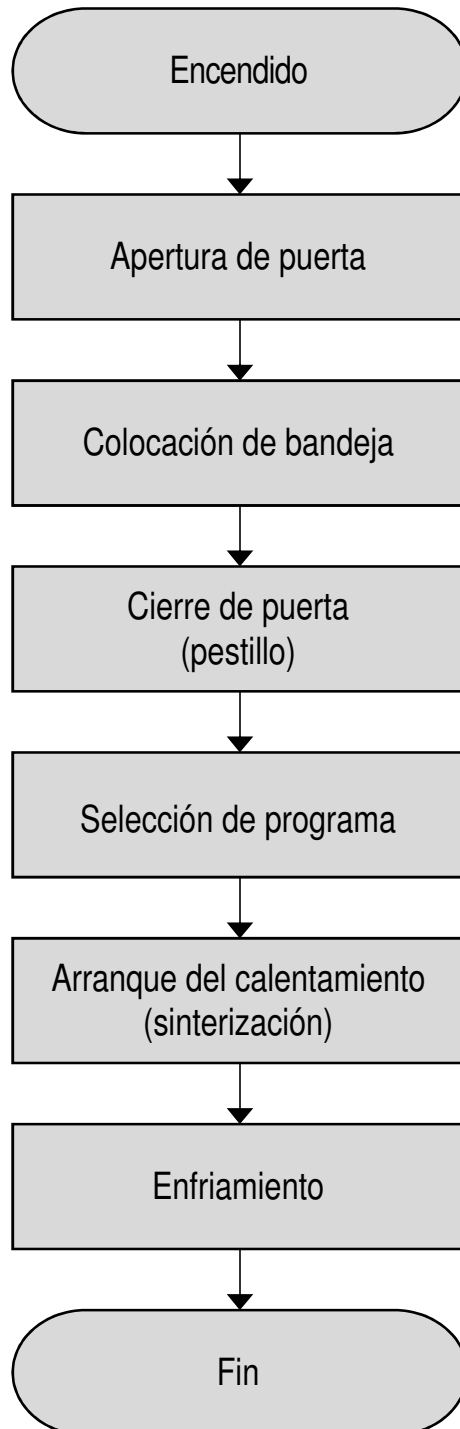 Encendido
Apertura de puerta
Colocación de bandeja
Cierre de puerta
(pestillo)
Selección de programa
Arranque del calentamiento
(sinterización)
Enfriamiento
Fin